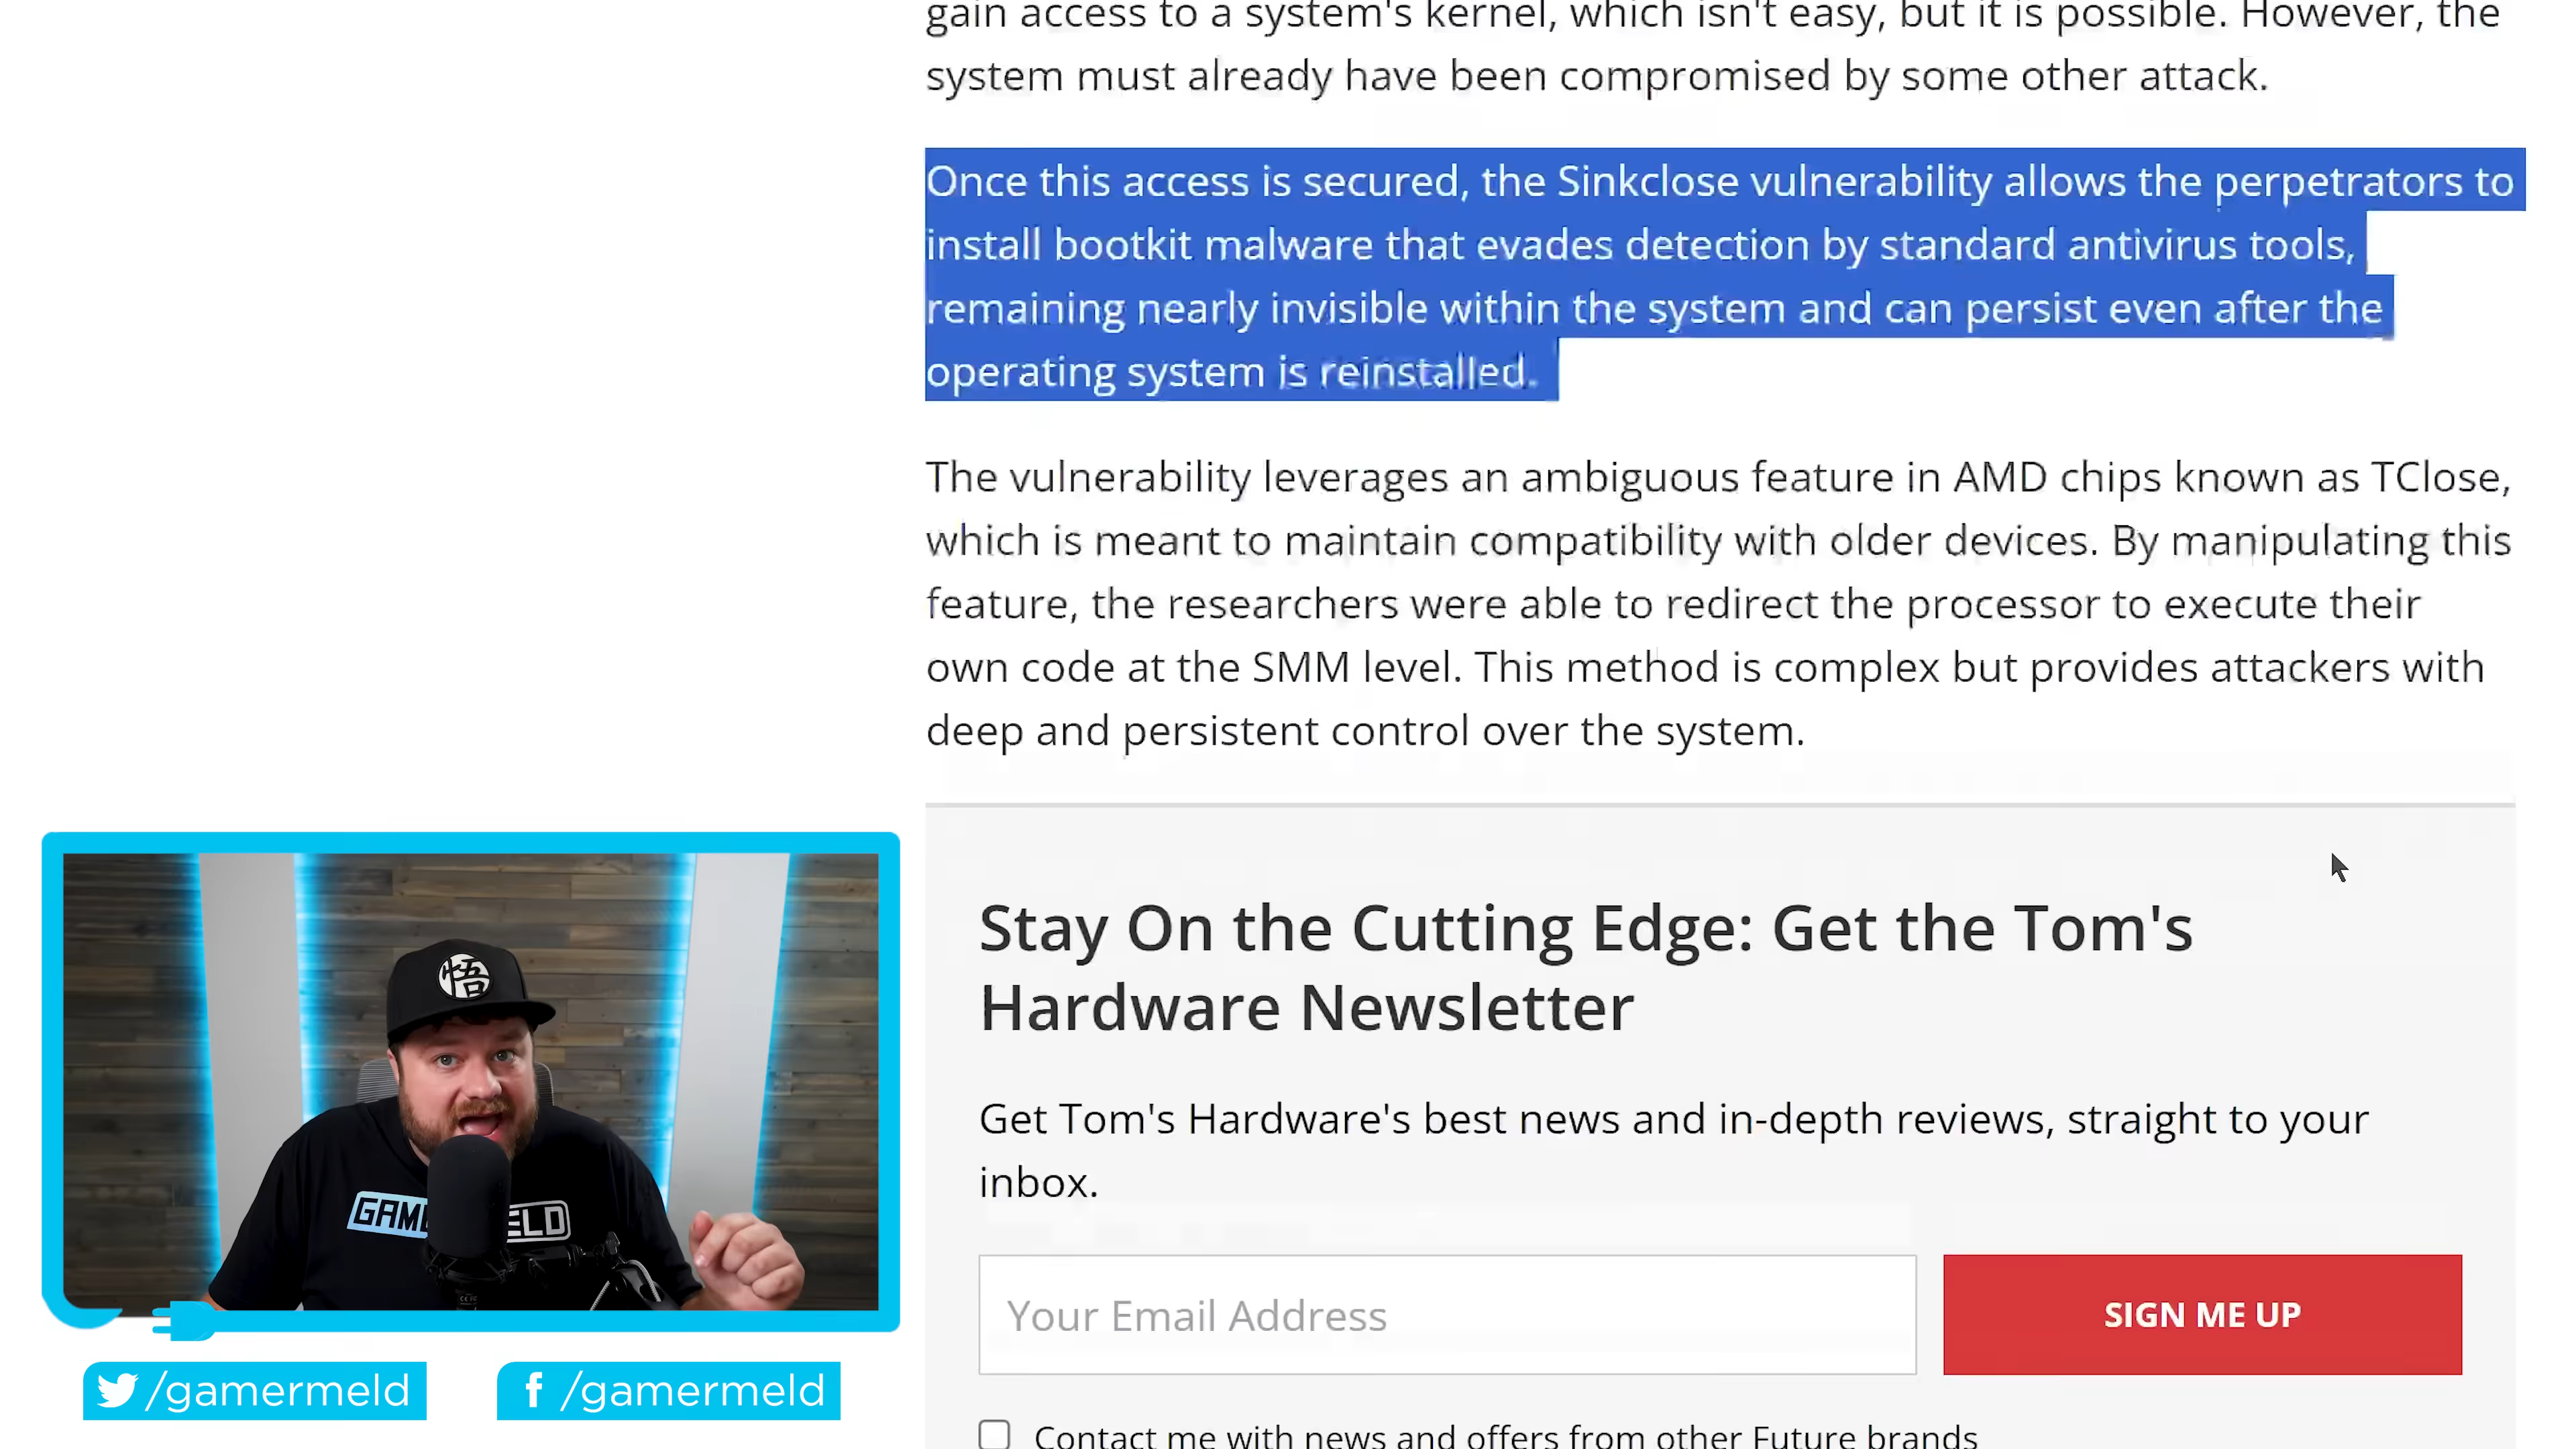 gain access to a system's kernel, which isn't easy, but it is possible. However, the
system must already have been compromised by some other attack.
Once this access is secured, the Sinkclose vulnerability allows the perpetrators to
install bootkit malware that evades detection by standard antivirus tools,
remaining nearly invisible within the system and can persist even after the
operating system is reinstalled.
The vulnerability leverages an ambiguous feature in AMD chips known as TClose,
which is meant to maintain compatibility with older devices. By manipulating this
feature, the researchers were able to redirect the processor to execute their
own code at the SMM level. This method is complex but provides attackers with
deep and persistent control over the system.
Stay On the Cutting Edge: Get the Tom's
Hardware Newsletter
Get Tom's Hardware's best news and in-depth reviews, straight to your
inbox.
Your Email Address
SIGN ME UP
Contact me with news and offers from other Future brands
悟
GAM ELD
/gamermeld
f /gamermeld